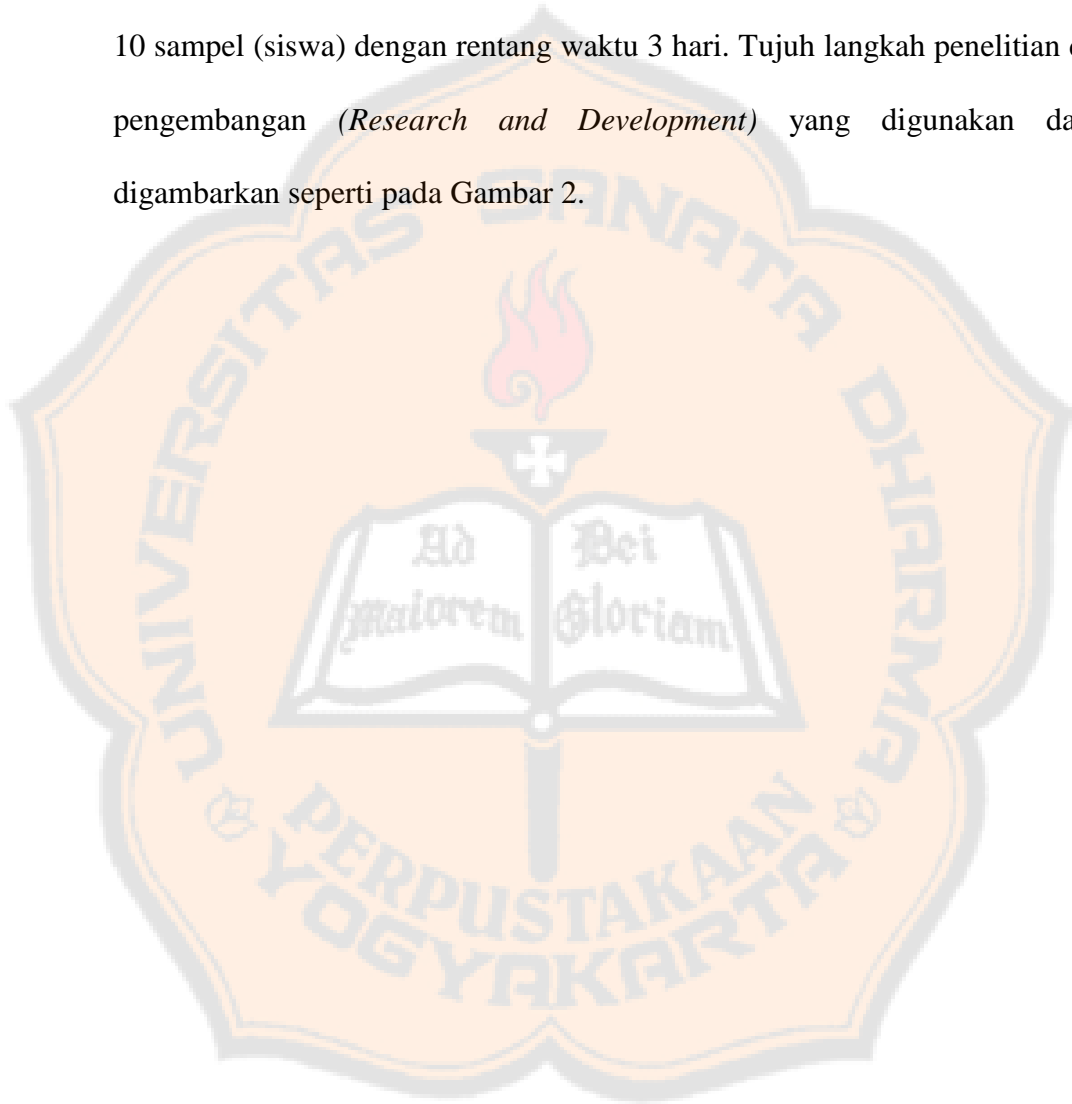 10 sampel (siswa) dengan rentang waktu 3 hari. Tujuh langkah penelitian
pengembangan (Research and Development) yang digunakan
digambarkan seperti pada Gambar 2.
UNIVERSITAS SANATA DHARMA
Ad Dei
Maiorem Gloriam
PERPUSTAKAAN
YOGYAKARTA